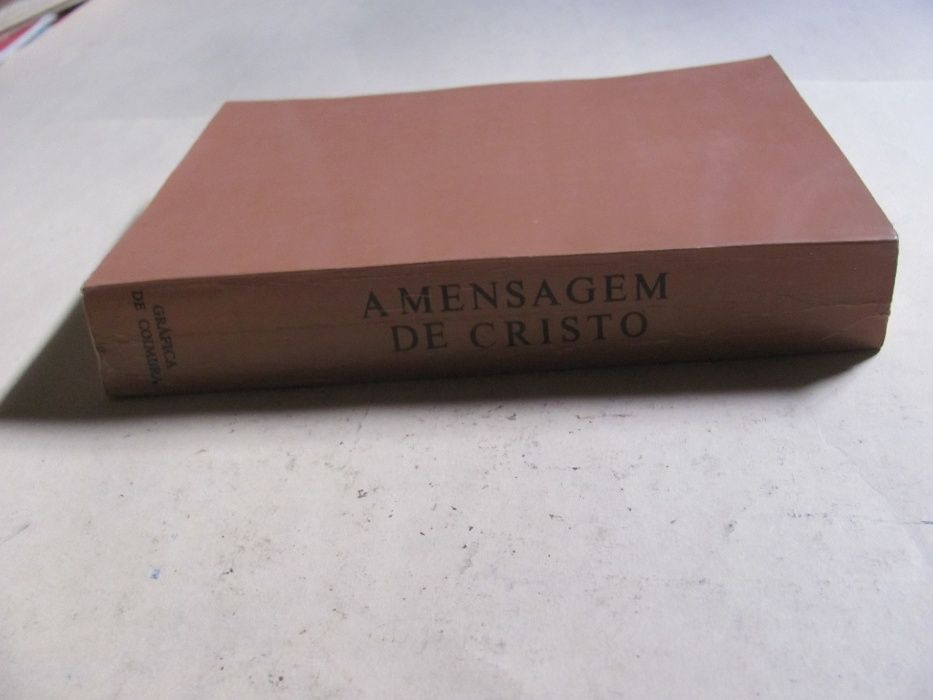 A MENSAGEM
DE CRISTO
GRÁFICA
DE COIMBRA